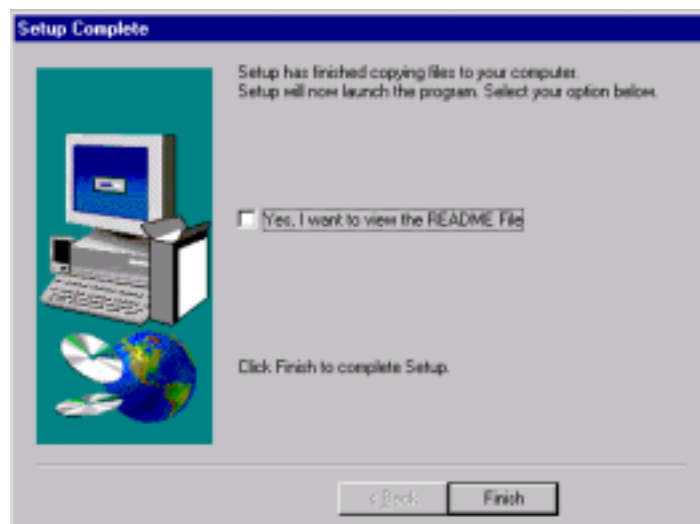 Setup Complete
Setup has finished copying files to your computer.
Setup will now launch the program. Select your option below.
Yes, I want to view the README File
Click Finish to complete Setup.
< Back
Finish